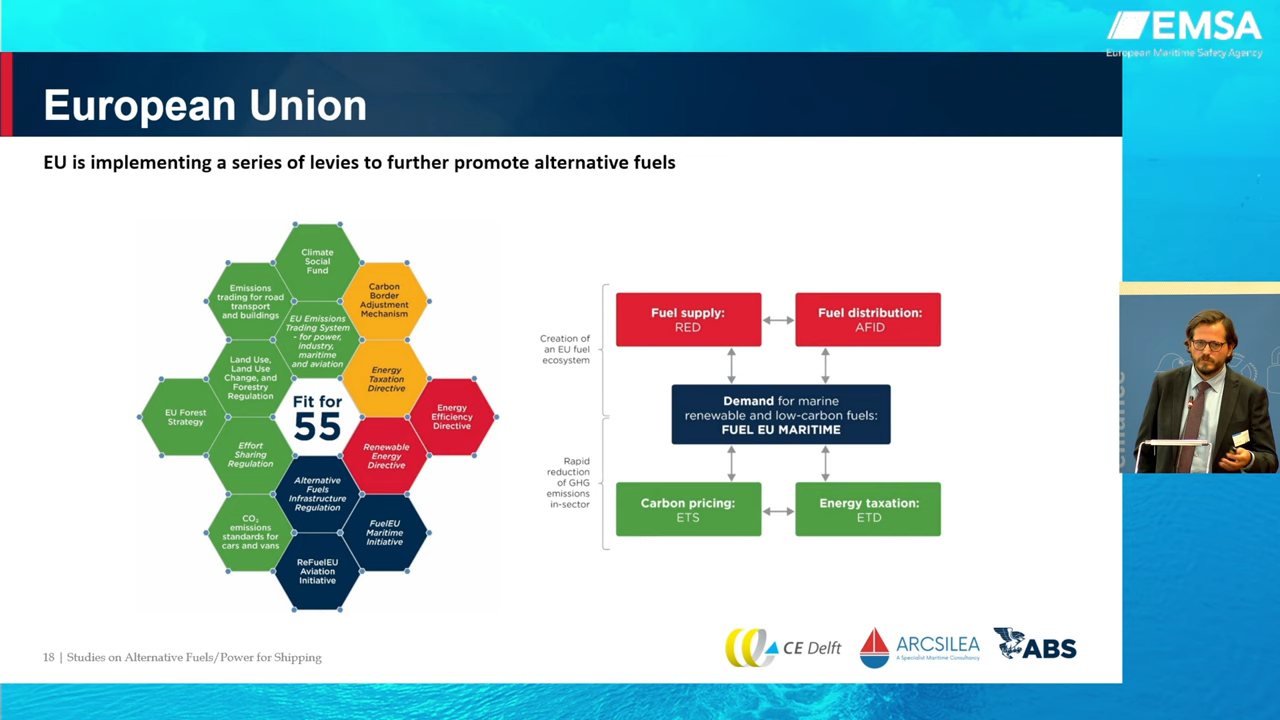 EMSA
European Maritime Safety Agency
European Union
EU is implementing a series of levies to further promote alternative fuels
Climate
Social
Fund
Emissions
trading for road
transport
and buildings
Carbon
Border
Adjustment
Mechanism
EU Emissions
Trading System
- for power,
industry,
maritime
and aviation
Land Use,
Land Use
Change, and
Forestry
Regulation
Energy
Taxation
Directive
EU Forest
Strategy
Fit for
55
Energy
Efficiency
Directive
Effort
Sharing
Regulation
Renewable
Energy
Directive
Alternative
Fuels
Infrastructure
Regulation
CO₂
emissions
standards for
cars and vans
FuelEU
Maritime
Initiative
ReFuelEU
Aviation
Initiative
Creation of
an EU fuel
ecosystem
Rapid
reduction
of GHG
emissions
in-sector
Fuel supply:
RED
Fuel distribution:
AFID
Demand for marine
renewable and low-carbon fuels:
FUEL EU MARITIME
Carbon pricing:
ETS
Energy taxation:
ETD
18 | Studies on Alternative Fuels/Power for Shipping
CE Delft
ARCSILEA
A Specialist Maritime Consultancy
ABS